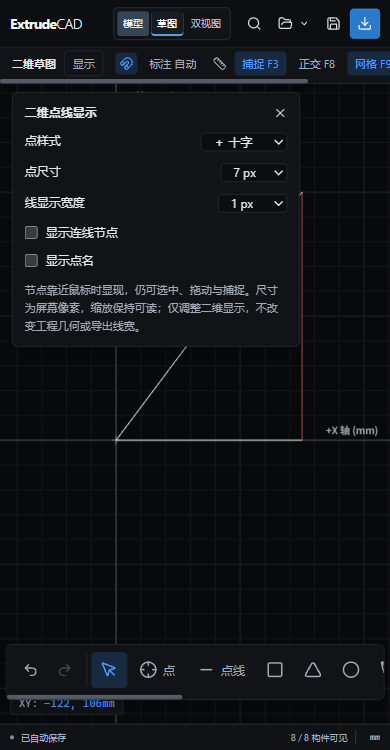 ExtrudeCAD 模型 草图 双视图
二维草图 显示 标注 自动 捕捉 F3 正交 F8 网格 F9
二维点线显示
点样式 + 十字
点尺寸 7 px
线显示宽度 1 px
显示连线节点
显示点名
节点靠近鼠标时显现，仍可选中、拖动与捕捉。尺寸
为屏幕像素，缩放保持可读；仅调整二维显示，不改
变工程几何或导出线宽。
+X 轴 (mm)
点 点线
XY: -122, 106mm
已自动保存 8 / 8 构件可见 mm